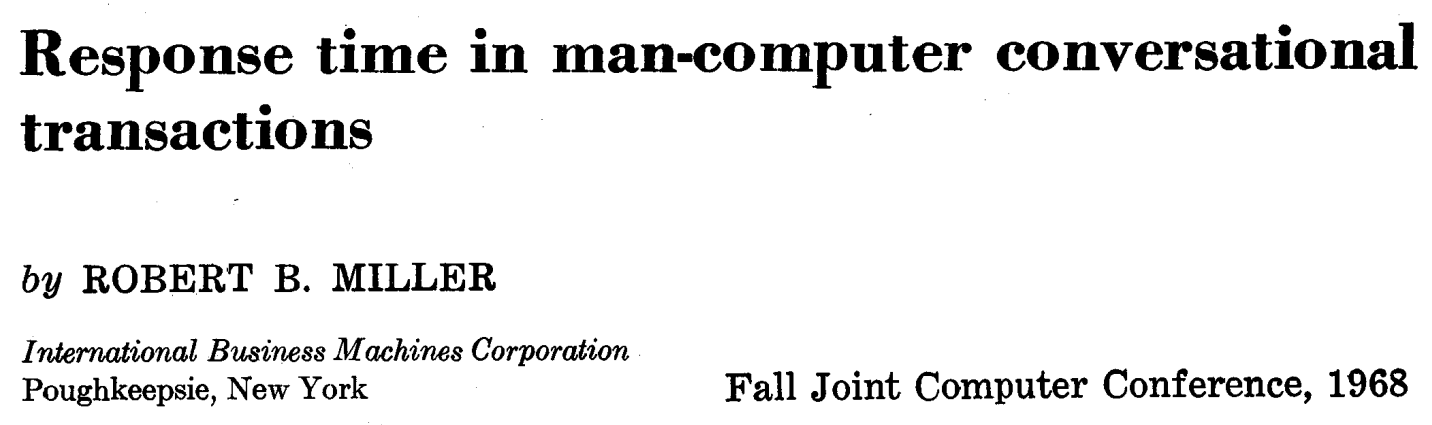 Response time in man-computer conversational
transactions
by ROBERT B. MILLER
International Business Machines Corporation
Poughkeepsie, New York
Fall Joint Computer Conference, 1968